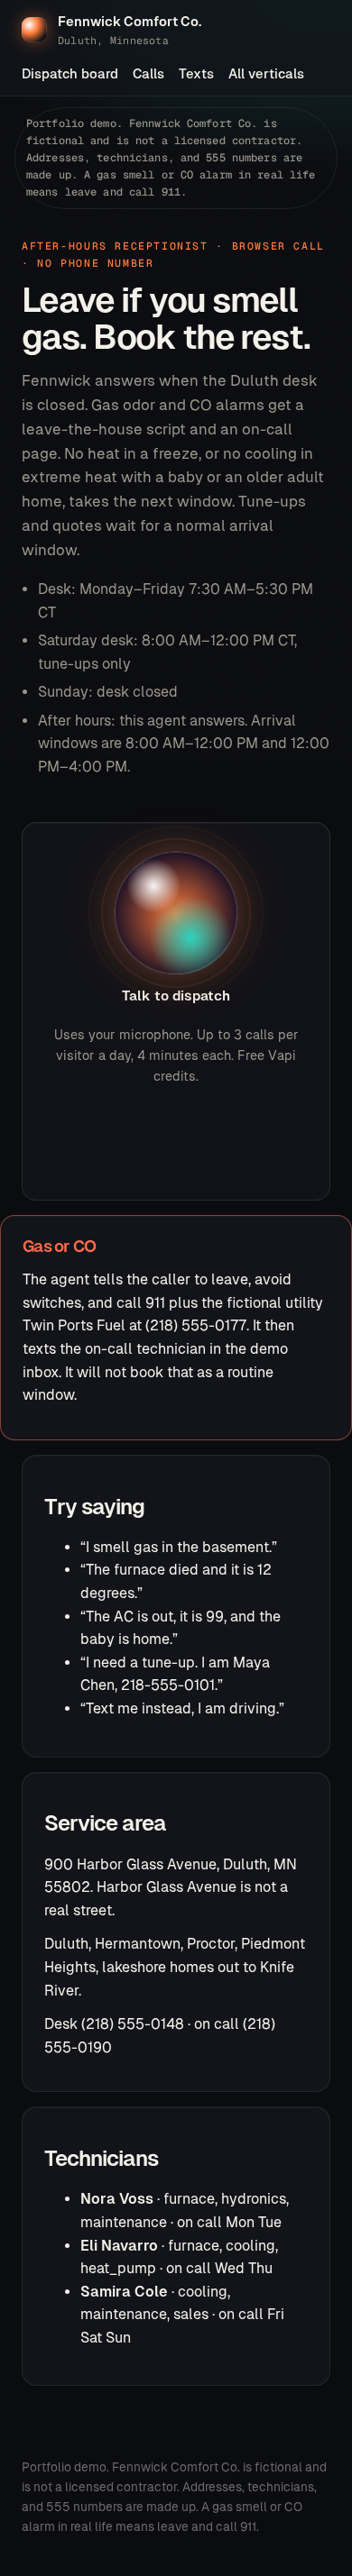 Fennwick Comfort Co.
Duluth, Minnesota
Dispatch board Calls Texts All verticals
Portfolio demo. Fennwick Comfort Co. is
fictional and is not a licensed contractor.
Addresses, technicians, and 555 numbers are
made up. A gas smell or CO alarm in real life
means leave and call 911.
AFTER-HOURS RECEPTIONIST · BROWSER CALL
· NO PHONE NUMBER
Leave if you smell
gas. Book the rest.
Fennwick answers when the Duluth desk
is closed. Gas odor and CO alarms get a
leave-the-house script and an on-call
page. No heat in a freeze, or no cooling in
extreme heat with a baby or an older adult
home, takes the next window. Tune-ups
and quotes wait for a normal arrival
window.
• Desk: Monday–Friday 7:30 AM–5:30 PM
CT
• Saturday desk: 8:00 AM–12:00 PM CT,
tune-ups only
• Sunday: desk closed
• After hours: this agent answers. Arrival
windows are 8:00 AM–12:00 PM and 12:00
PM–4:00 PM.
Talk to dispatch
Uses your microphone. Up to 3 calls per
visitor a day, 4 minutes each. Free Vapi
credits.
Gas or CO
The agent tells the caller to leave, avoid
switches, and call 911 plus the fictional utility
Twin Ports Fuel at (218) 555-0177. It then
texts the on-call technician in the demo
inbox. It will not book that as a routine
window.
Try saying
• “I smell gas in the basement.”
• “The furnace died and it is 12
degrees.”
• “The AC is out, it is 99, and the
baby is home.”
• “I need a tune-up. I am Maya
Chen, 218-555-0101.”
• “Text me instead, I am driving.”
Service area
900 Harbor Glass Avenue, Duluth, MN
55802. Harbor Glass Avenue is not a
real street.
Duluth, Hermantown, Proctor, Piedmont
Heights, lakeshore homes out to Knife
River.
Desk (218) 555-0148 · on call (218)
555-0190
Technicians
• Nora Voss · furnace, hydronics,
maintenance · on call Mon Tue
• Eli Navarro · furnace, cooling,
heat_pump · on call Wed Thu
• Samira Cole · cooling,
maintenance, sales · on call Fri
Sat Sun
Portfolio demo. Fennwick Comfort Co. is fictional and
is not a licensed contractor. Addresses, technicians,
and 555 numbers are made up. A gas smell or CO
alarm in real life means leave and call 911.